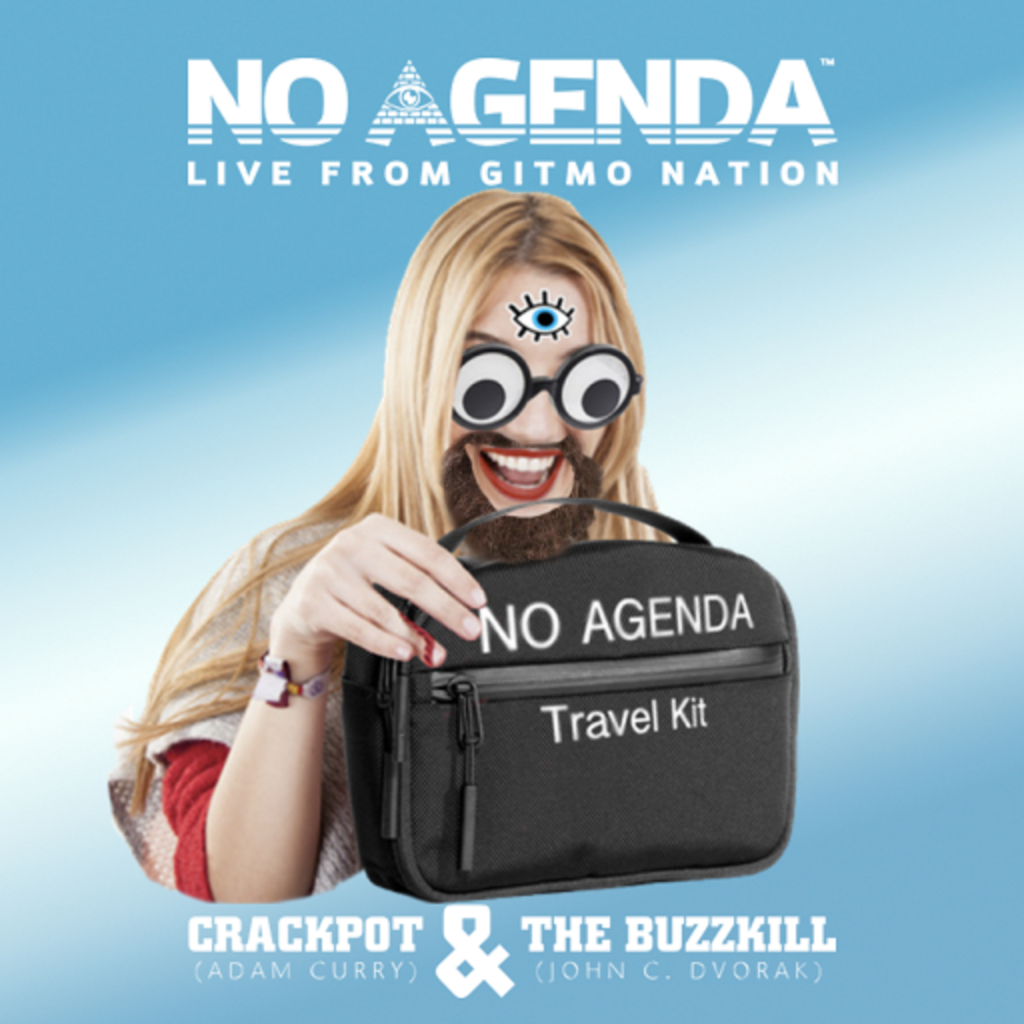 NO AGENDA™
LIVE FROM GITMO NATION
NO AGENDA
Travel Kit
CRACKPOT & THE BUZZKILL
(ADAM CURRY) (JOHN C. DVORAK)